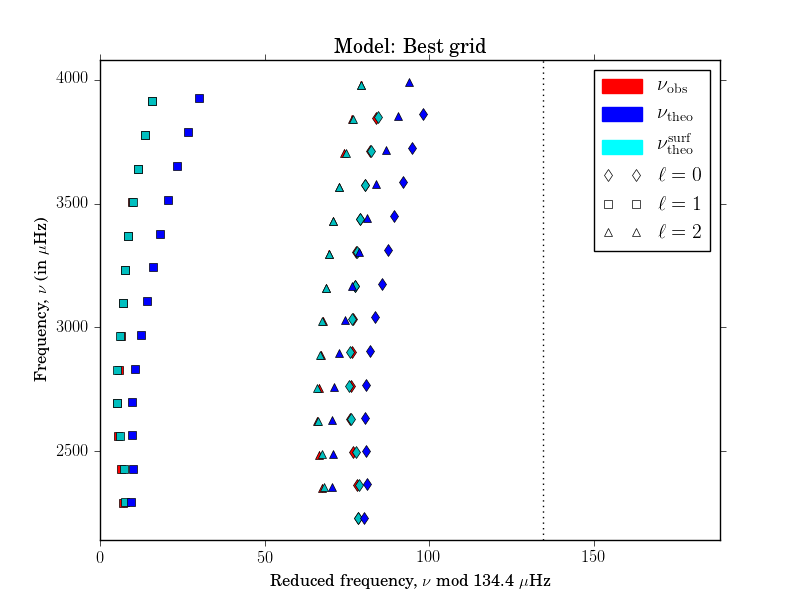 Model: Best grid
4000
3500
3000
2500
Frequency, ν (in μHz)
0
50
100
150
Reduced frequency, ν mod 134.4 μHz
ν_obs
ν_theo
ν_theo^surf
ℓ = 0
ℓ = 1
ℓ = 2